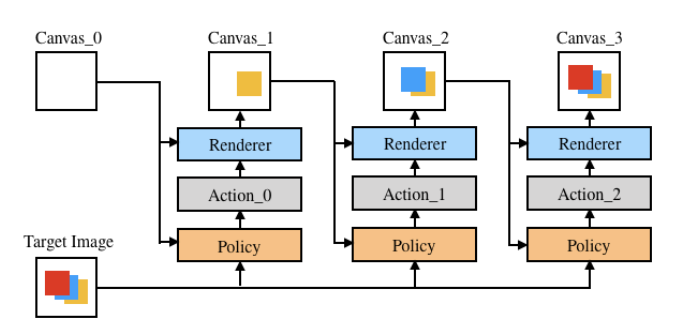 Canvas_0
Canvas_1
Canvas_2
Canvas_3
Renderer
Renderer
Renderer
Action_0
Action_1
Action_2
Target Image
Policy
Policy
Policy